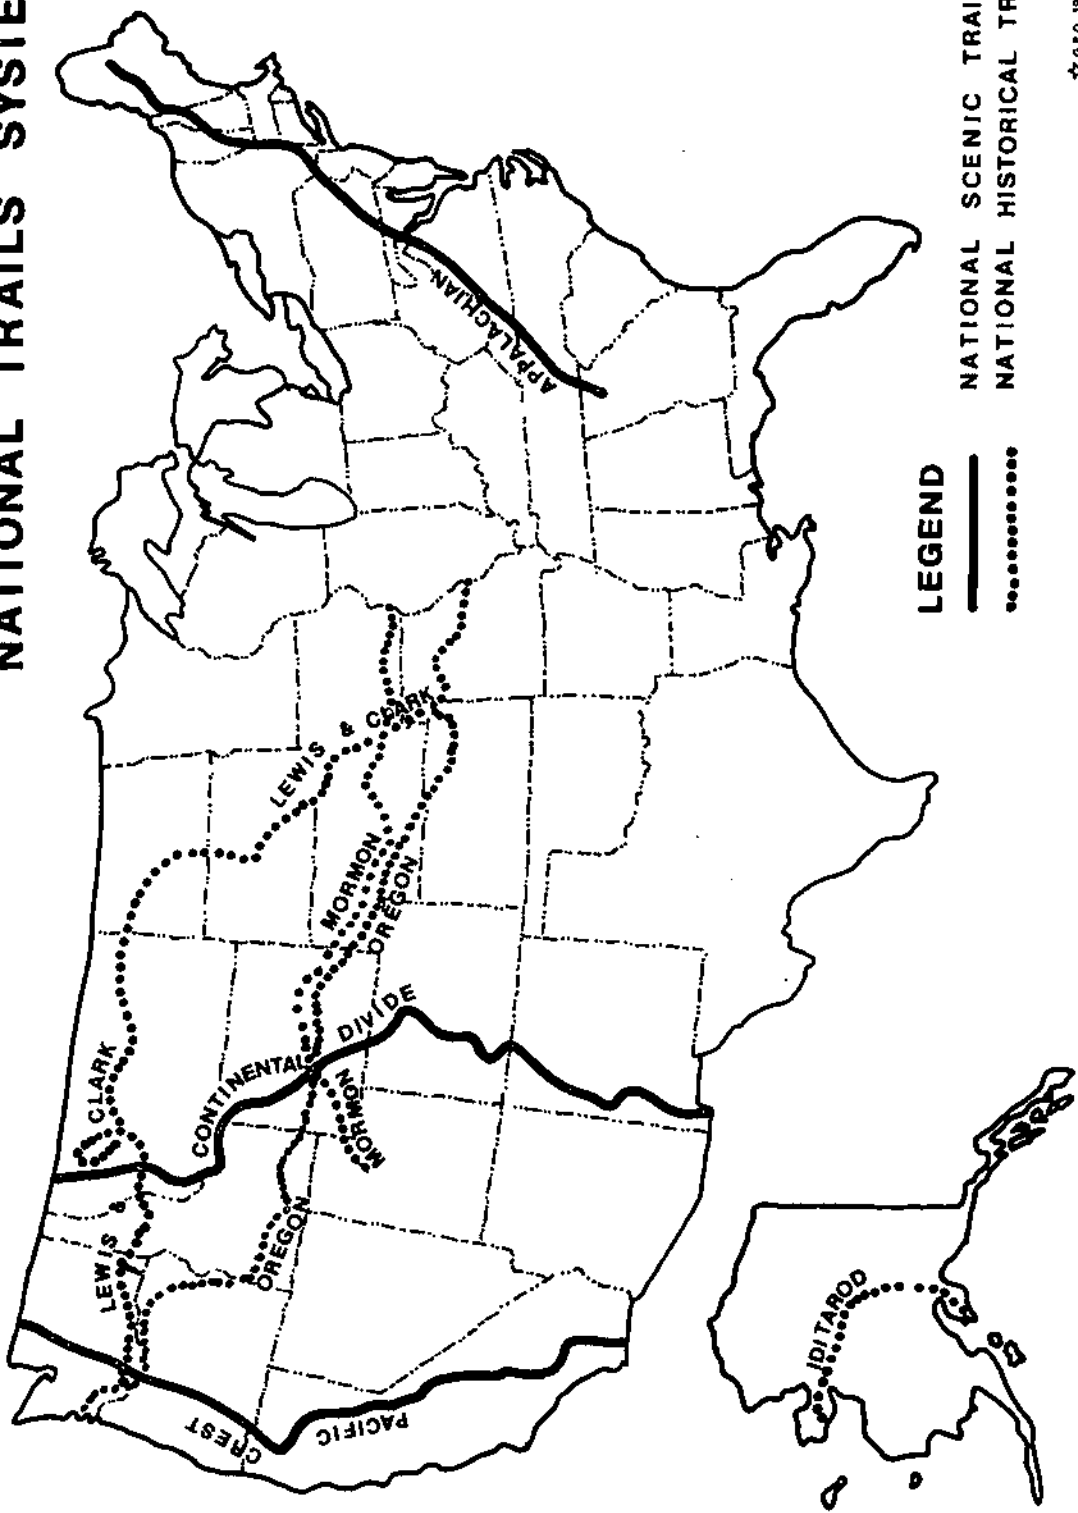 NATIONAL TRAILS SYSTE
APPALACHIAN
LEWIS & CLARK
MORMON
OREGON
CONTINENTAL DIVIDE
CLARK
LEWIS &
MORMON
OREGON
PACIFIC
CREST
IDITAROD
LEGEND
NATIONAL SCENIC TRAI
NATIONAL HISTORICAL TR